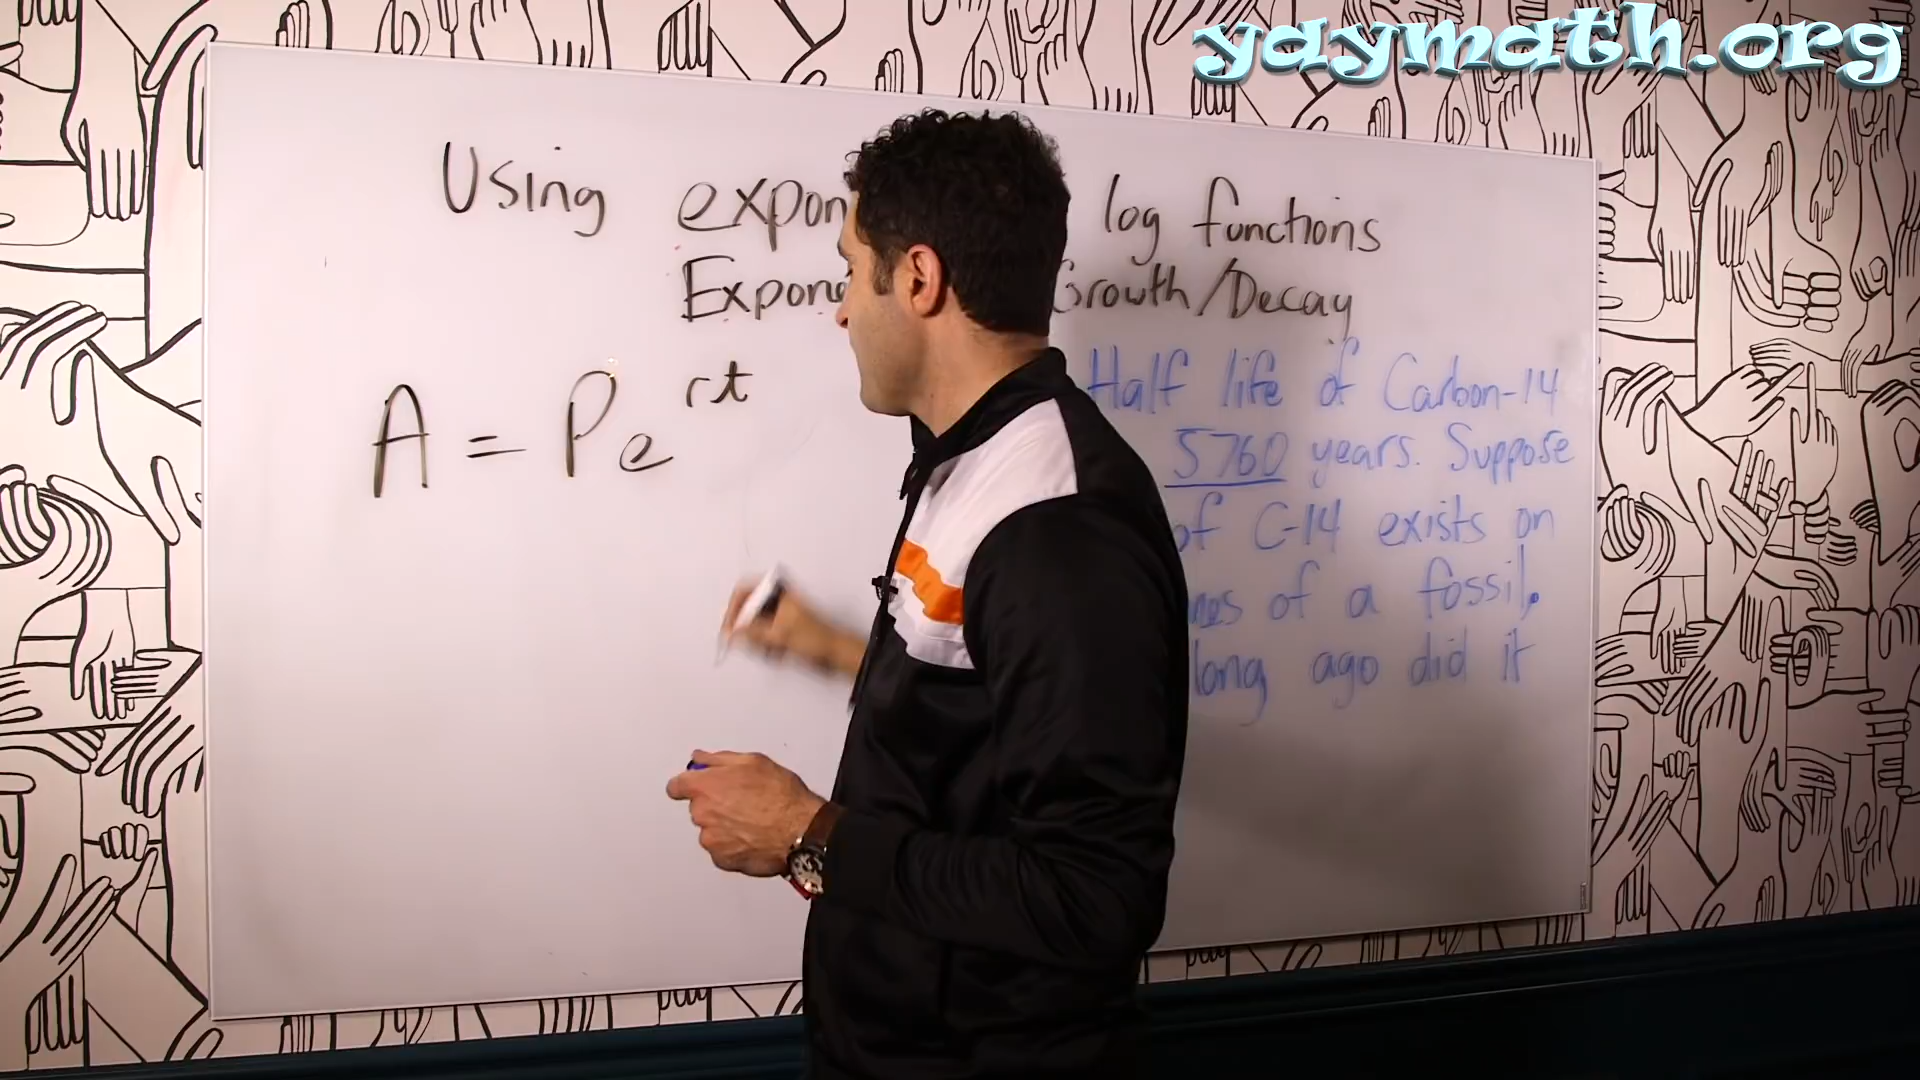 yaymath.org
Using expon log functions
Expone Growth/Decay
A = Pe^rt
Half life of Carbon-14
5760 years. Suppose
of C-14 exists on
of a fossil.
long ago did it